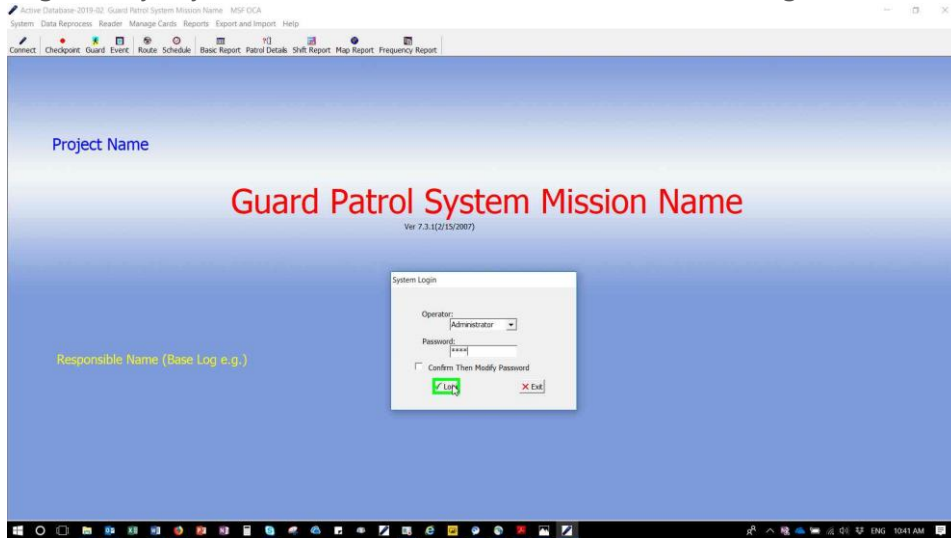 Active Database-2019-02 Guard Patrol System Mission Name MSF OCA
System Data Reprocess Reader Manage Cards Reports Export and Import Help
Connect Checkpoint Guard Event Route Schedule Basic Report Patrol Details Shift Report Map Report Frequency Report
Project Name
Guard Patrol System Mission Name
Ver 7.3.1(2/15/2007)
System Login
Operator:
Administrator
Password:
****
Confirm Then Modify Password
Exit
Responsible Name (Base Log e.g.)
ENG 10:41 AM